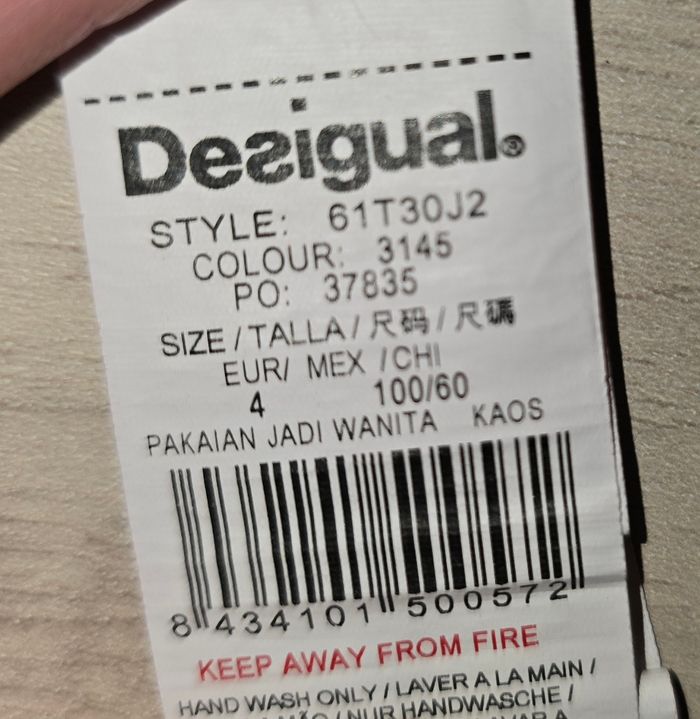 Desigual.®
STYLE: 61T30J2
COLOUR: 3145
PO: 37835
SIZE / TALLA / 尺码 / 尺碼
EUR/ MEX /CHI
4 100/60
PAKAIAN JADI WANITA KAOS
8 434101 500572
KEEP AWAY FROM FIRE
HAND WASH ONLY / LAVER A LA MAIN /
NUR HANDWASCHE /